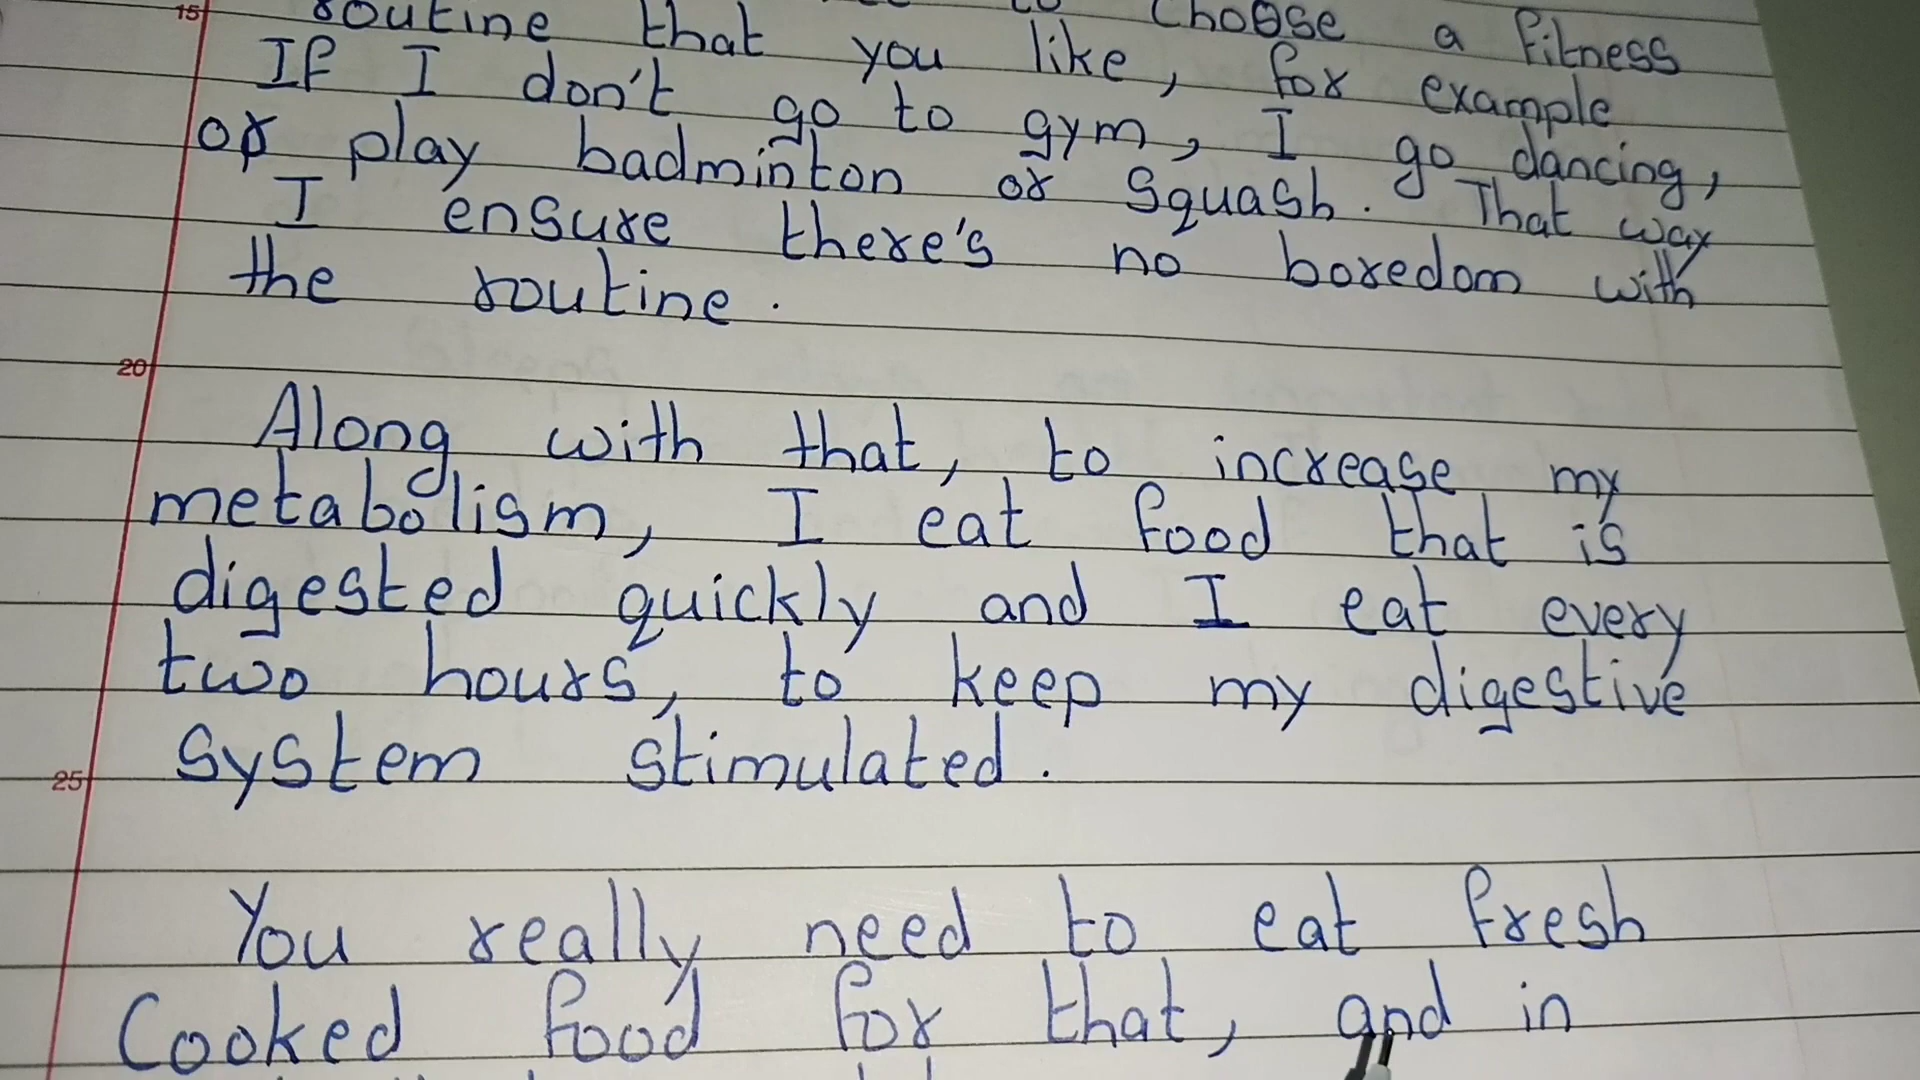 to choose a fitness
routine that you like, for example
If I don't go to gym, I go dancing,
or play badminton or Squash. That way
I ensure there's no boredom with
the routine.
Along with that, to increase my
metabolism, I eat food that is
digested quickly and I eat every
two hours, to keep my digestive
system stimulated.
You really need to eat fresh
Cooked food for that, and in
15
20
25